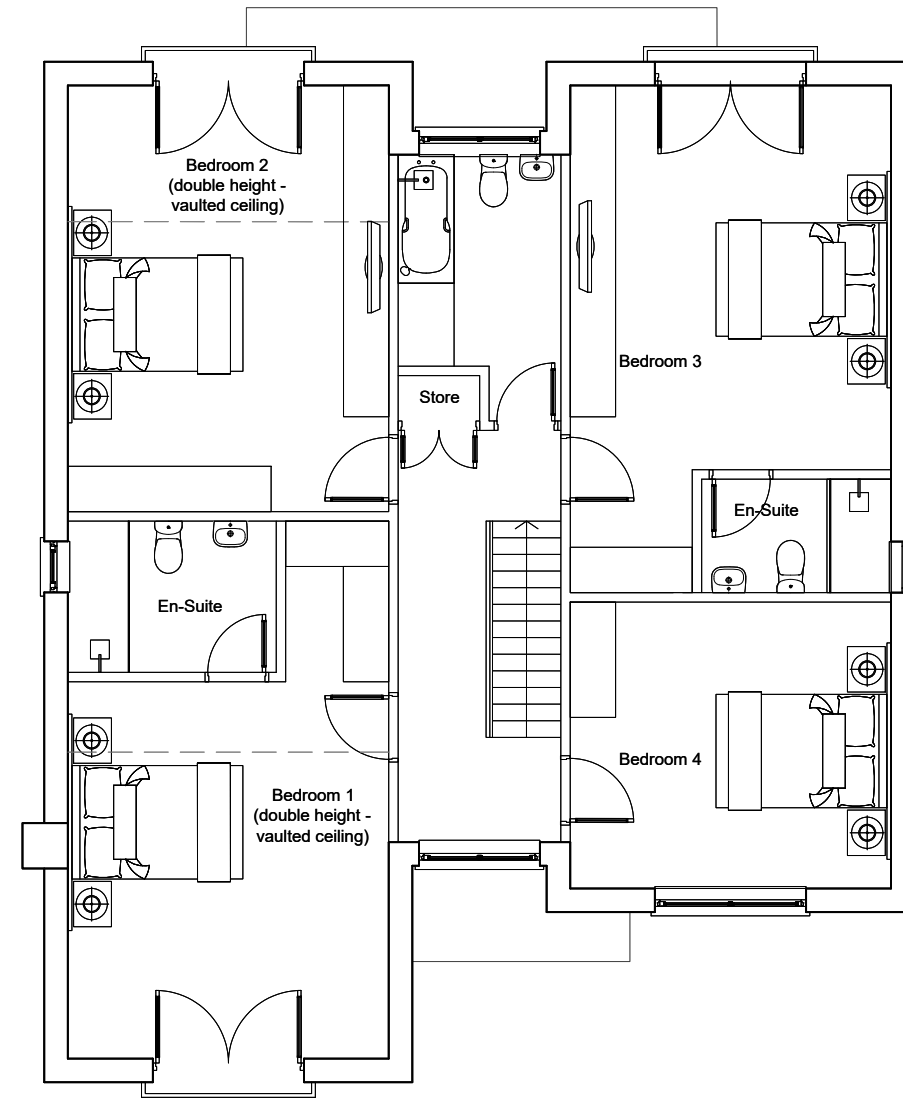 Bedroom 2
(double height -
vaulted ceiling)
Bedroom 3
Store
En-Suite
En-Suite
Bedroom 4
Bedroom 1
(double height -
vaulted ceiling)